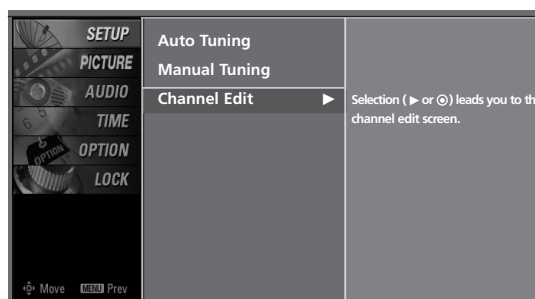 SETUP
PICTURE
AUDIO
TIME
OPTION
LOCK
Auto Tuning
Manual Tuning
Channel Edit ▶
Selection ( ▶ or ◉) leads you to th
channel edit screen.
OPTION
Move MENU Prev